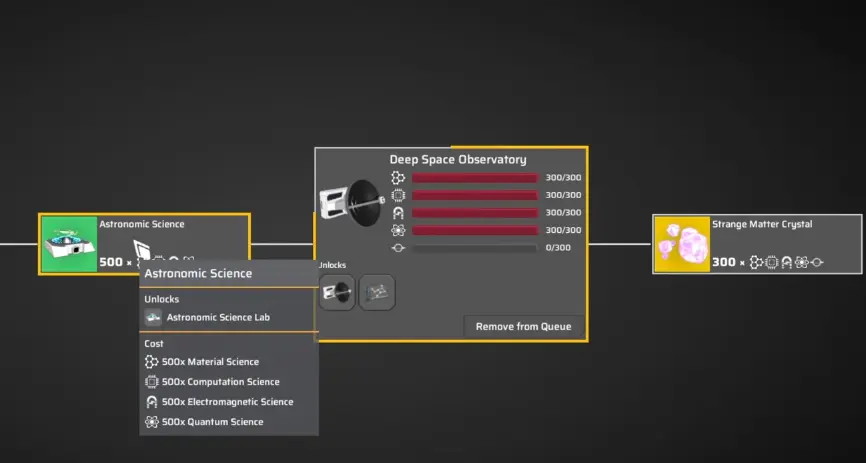 Deep Space Observatory
300/300
300/300
300/300
300/300
0/300
Unlocks
Remove from Queue
Astronomic Science
500 ×
Astronomic Science
Unlocks
Astronomic Science Lab
Cost
500x Material Science
500x Computation Science
500x Electromagnetic Science
500x Quantum Science
Strange Matter Crystal
300 ×